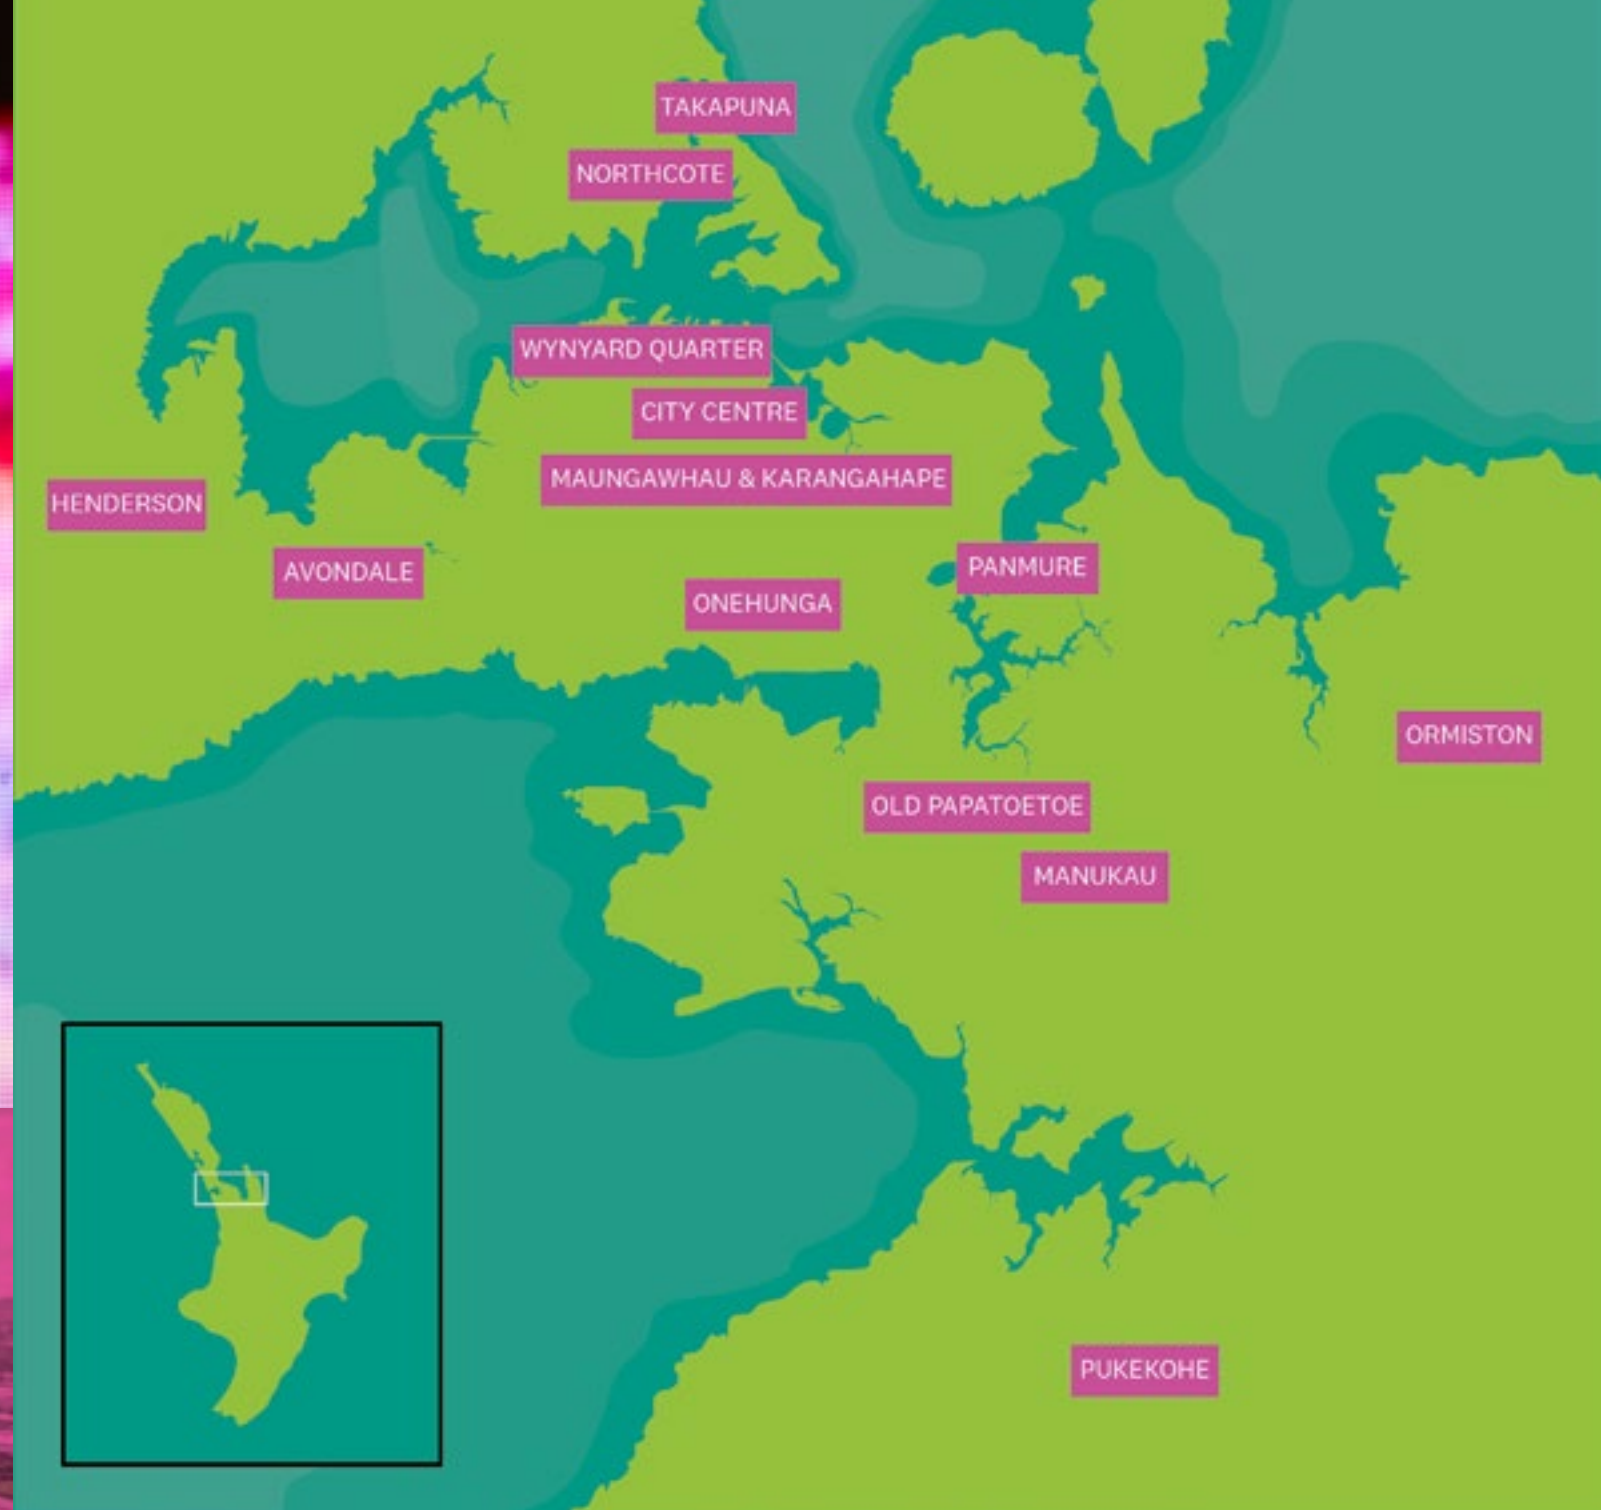 TAKAPUNA
NORTHCOTE
WYNYARD QUARTER
CITY CENTRE
MAUNGAWHAU & KARANGAHAPE
HENDERSON
AVONDALE
PANMURE
ONEHUNGA
ORMISTON
OLD PAPATOETOE
MANUKAU
PUKEKOHE